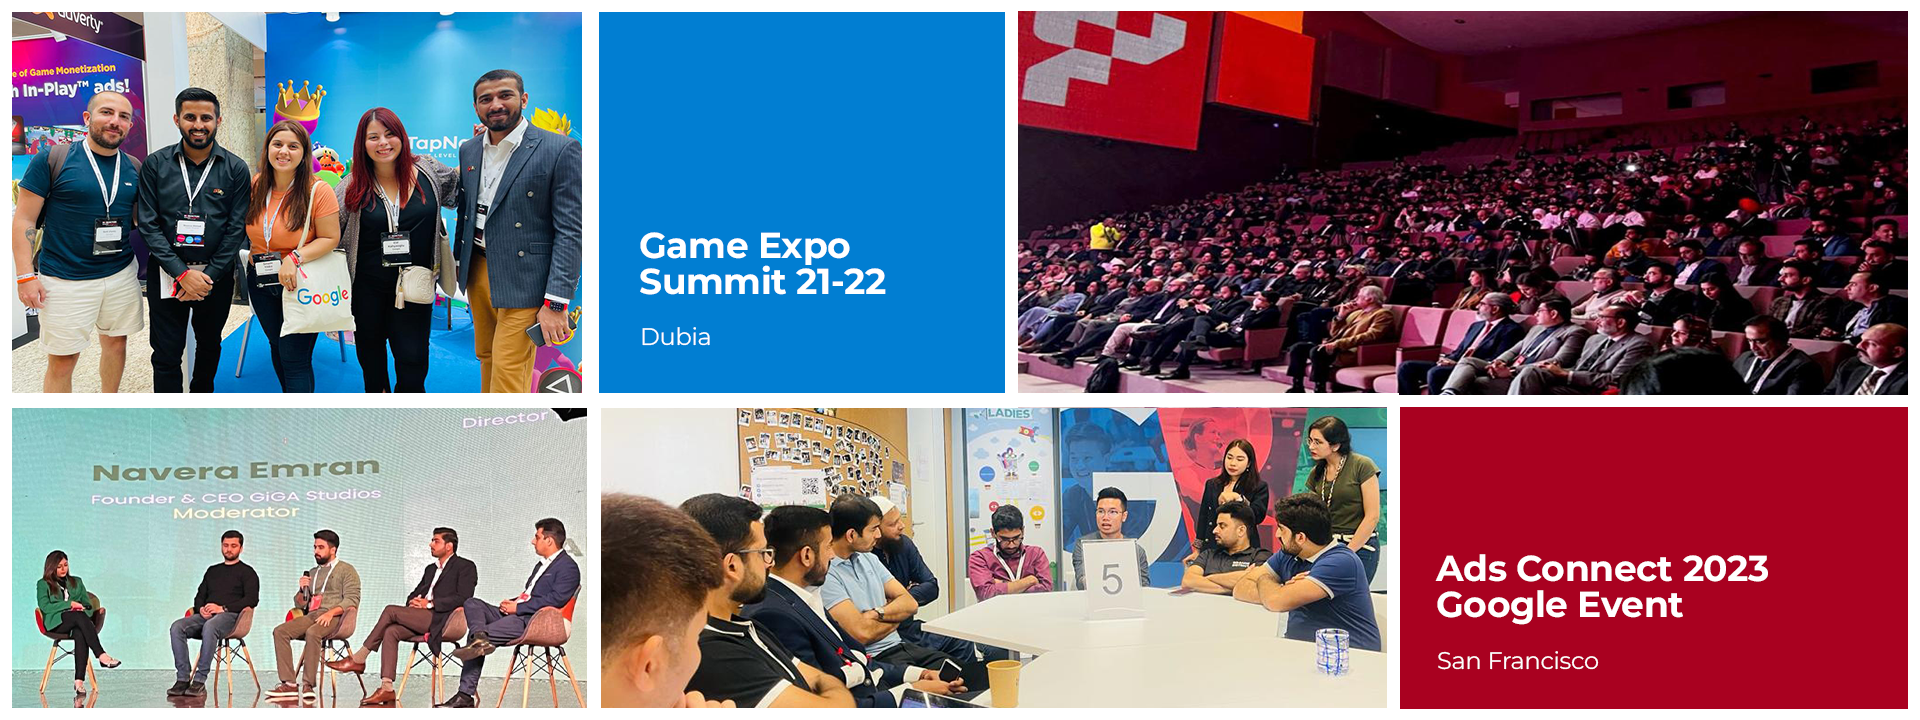 adverty
e of Game Monetization
h In-Play™ ads!
TapN
LEVEL
Google
Game Expo
Summit 21-22
Dubia
Director
Navera Emran
Founder & CEO GiGA Studios
Moderator
LADIES
5
Ads Connect 2023
Google Event
San Francisco